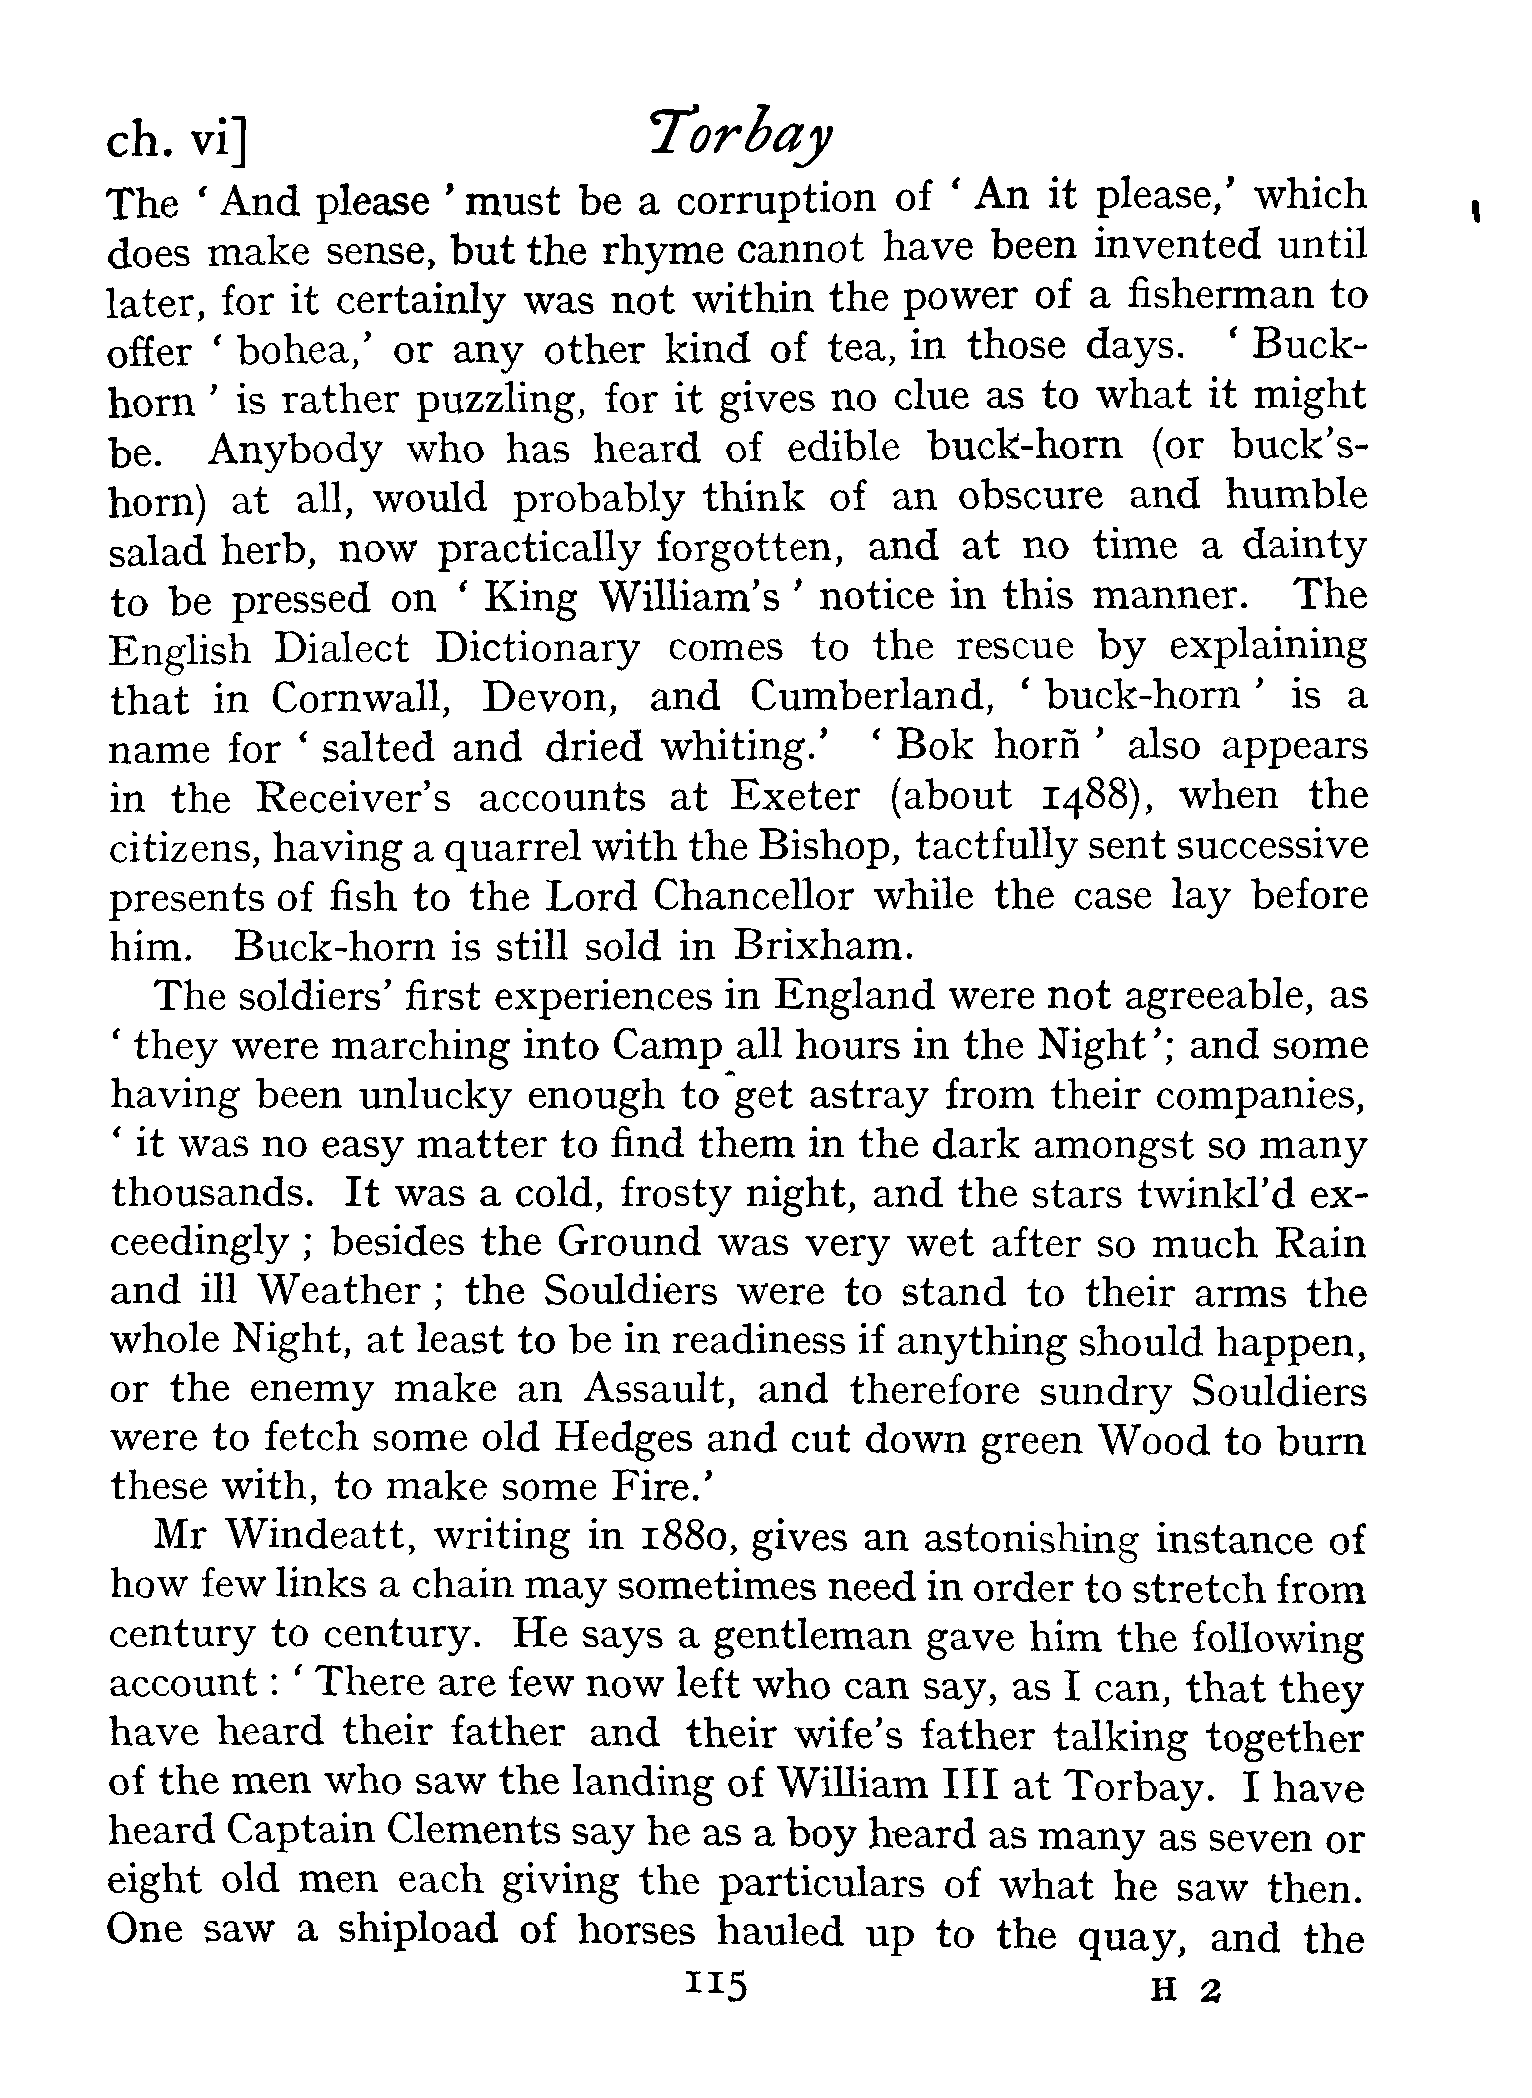 ch. vi] Torbay
The ‘ And please ’ must be a corruption of ‘ An it please,’ which
does make sense, but the rhyme cannot have been invented until
later, for it certainly was not within the power of a fisherman to
offer ‘ bohea,’ or any other kind of tea, in those days. ‘ Buck-
horn ’ is rather puzzling, for it gives no clue as to what it might
be. Anybody who has heard of edible buck-horn (or buck’s-
horn) at all, would probably think of an obscure and humble
salad herb, now practically forgotten, and at no time a dainty
to be pressed on ‘ King William’s ’ notice in this manner. The
English Dialect Dictionary comes to the rescue by explaining
that in Cornwall, Devon, and Cumberland, ‘ buck-horn ’ is a
name for ‘ salted and dried whiting.’ ‘ Bok horñ ’ also appears
in the Receiver’s accounts at Exeter (about 1488), when the
citizens, having a quarrel with the Bishop, tactfully sent successive
presents of fish to the Lord Chancellor while the case lay before
him. Buck-horn is still sold in Brixham.
The soldiers’ first experiences in England were not agreeable, as
‘ they were marching into Camp all hours in the Night’; and some
having been unlucky enough to get astray from their companies,
‘ it was no easy matter to find them in the dark amongst so many
thousands. It was a cold, frosty night, and the stars twinkl’d ex-
ceedingly ; besides the Ground was very wet after so much Rain
and ill Weather ; the Souldiers were to stand to their arms the
whole Night, at least to be in readiness if anything should happen,
or the enemy make an Assault, and therefore sundry Souldiers
were to fetch some old Hedges and cut down green Wood to burn
these with, to make some Fire.’
Mr Windeatt, writing in 1880, gives an astonishing instance of
how few links a chain may sometimes need in order to stretch from
century to century. He says a gentleman gave him the following
account : ‘ There are few now left who can say, as I can, that they
have heard their father and their wife’s father talking together
of the men who saw the landing of William III at Torbay. I have
heard Captain Clements say he as a boy heard as many as seven or
eight old men each giving the particulars of what he saw then.
One saw a shipload of horses hauled up to the quay, and the
115 H 2